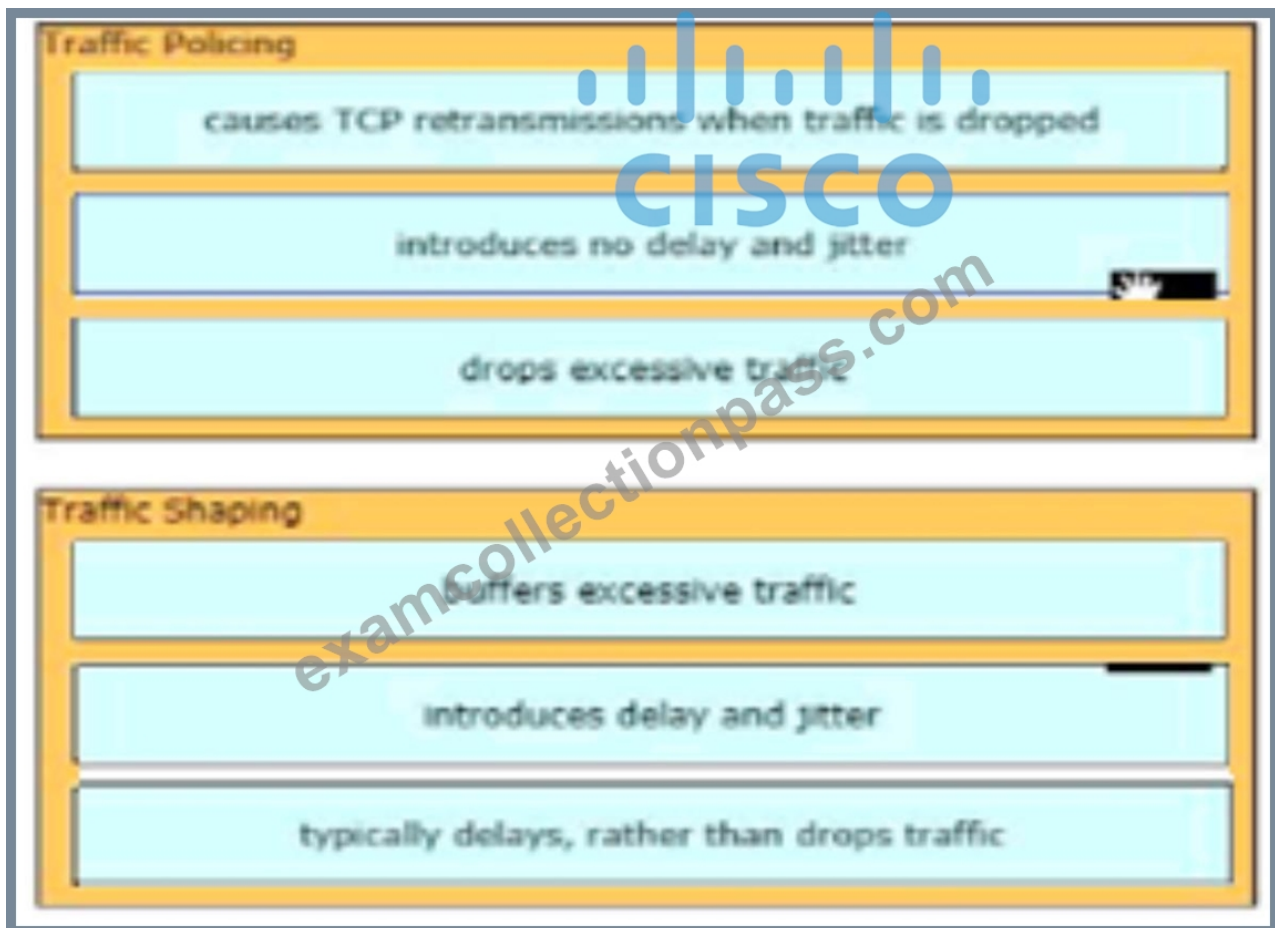 Traffic Policing
causes TCP retransmissions when traffic is dropped
CISCO
introduces no delay and jitter
drops excessive traffic
examcollectionpass.com
Traffic Shaping
buffers excessive traffic
introduces delay and jitter
typically delays, rather than drops traffic